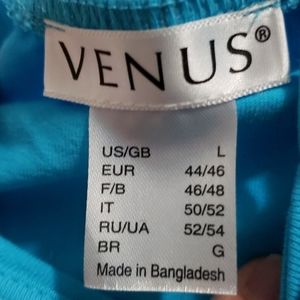 VENUS®
US/GB L
EUR 44/46
F/B 46/48
IT 50/52
RU/UA 52/54
BR G
Made in Bangladesh